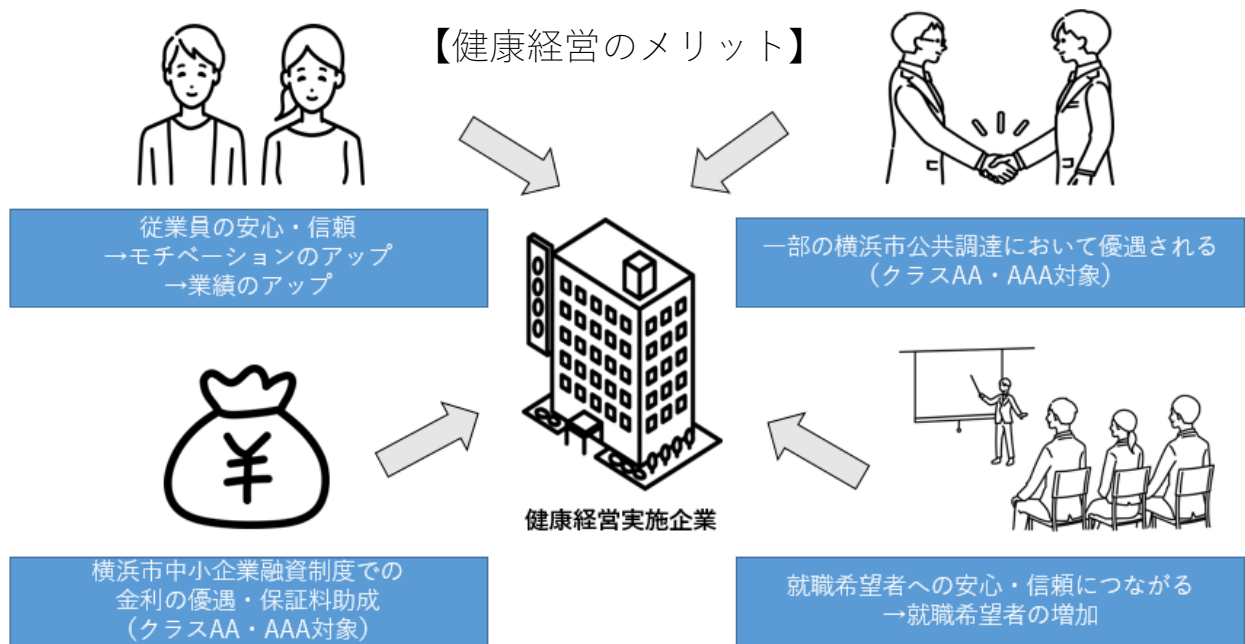 【健康経営のメリット】
従業員の安心・信頼
→モチベーションのアップ
→業績のアップ
一部の横浜市公共調達において優遇される
(クラスAA・AAA対象)
¥
健康経営実施企業
横浜市中小企業融資制度での
金利の優遇・保証料助成
(クラスAA・AAA対象)
就職希望者への安心・信頼につながる
→就職希望者の増加